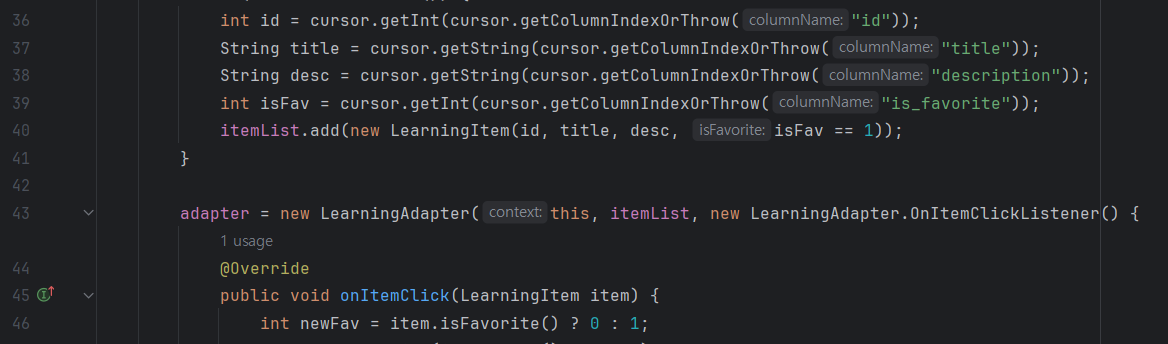 36 int id = cursor.getInt(cursor.getColumnIndexOrThrow( columnName: "id"));
37 String title = cursor.getString(cursor.getColumnIndexOrThrow( columnName: "title"));
38 String desc = cursor.getString(cursor.getColumnIndexOrThrow( columnName: "description"));
39 int isFav = cursor.getInt(cursor.getColumnIndexOrThrow( columnName: "is_favorite"));
40 itemList.add(new LearningItem(id, title, desc, isFavorite: isFav == 1));
41 }
42
43 adapter = new LearningAdapter( context: this, itemList, new LearningAdapter.OnItemClickListener() {
1 usage
44 @Override
45 public void onItemClick(LearningItem item) {
46 int newFav = item.isFavorite() ? 0 : 1;